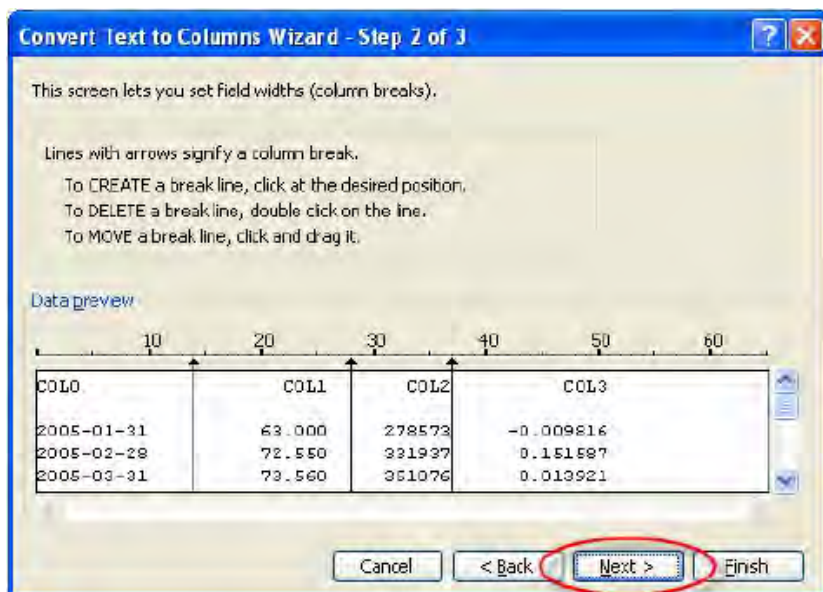 Convert Text to Columns Wizard - Step 2 of 3
This screen lets you set field widths (column breaks).
Lines with arrows signify a column break.
To CREATE a break line, click at the desired position.
To DELETE a break line, double click on the line.
To MOVE a break line, click and drag it.
Data preview
10 20 30 40 50 60
COL0 COL1 COL2 COL3
2005-01-31 63.000 278573 -0.009816
2005-02-28 72.550 331937 0.151587
2005-03-31 73.560 351076 0.013921
Cancel < Back Next > Finish